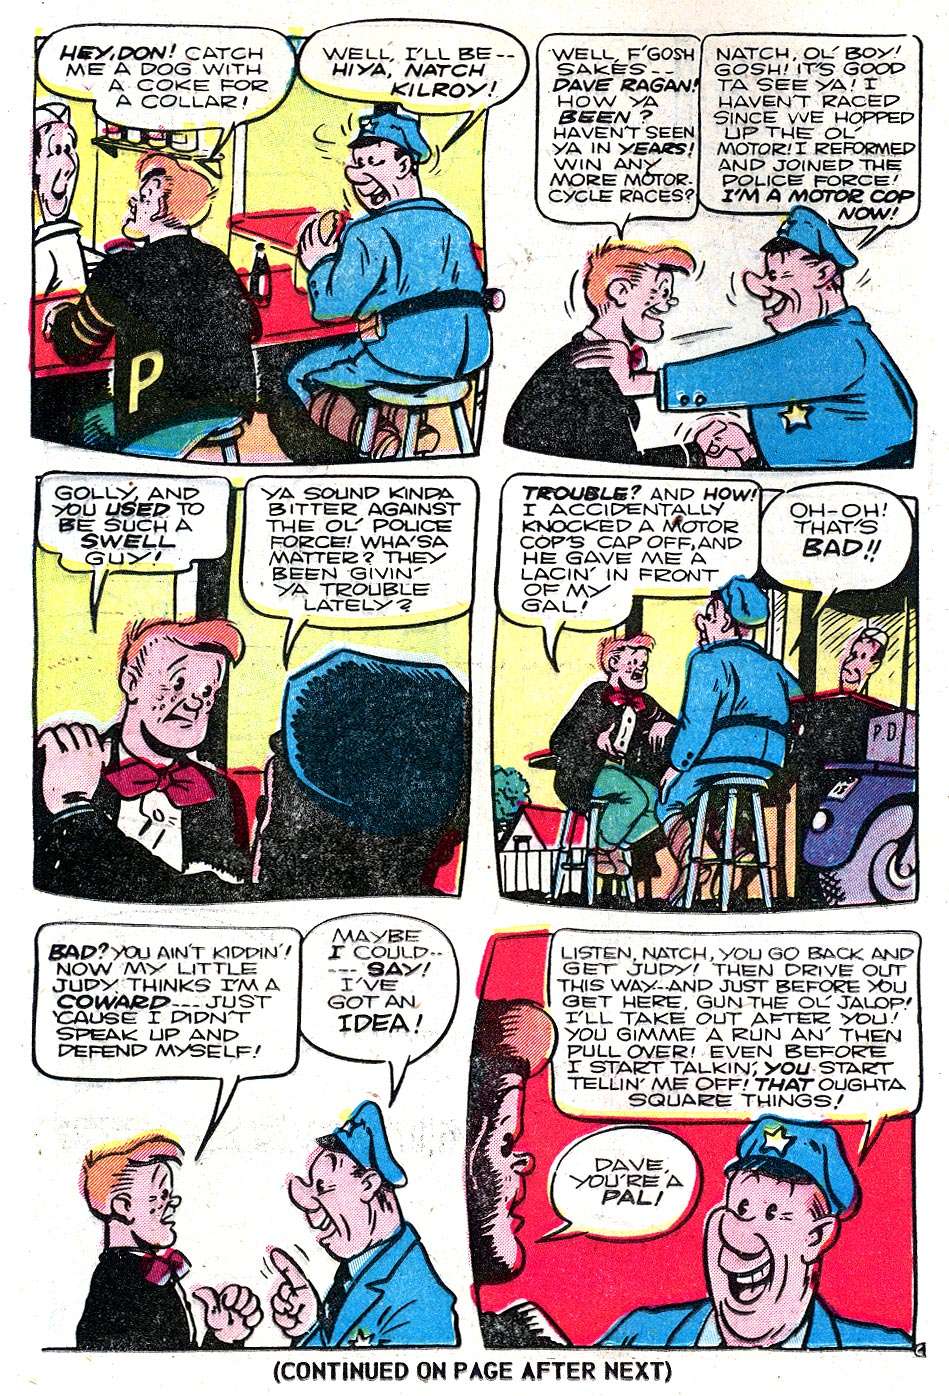 HEY, DON! CATCH
ME A DOG WITH
A COKE FOR
A COLLAR!
WELL, I'LL BE--
HIYA, NATCH
KILROY!
P
WELL, F'GOSH
SAKES---
DAVE RAGAN!
HOW YA
BEEN?
HAVEN'T SEEN
YA IN YEARS!
WIN ANY
MORE MOTOR-
CYCLE RACES?
NATCH, OL' BOY!
GOSH! IT'S GOOD
TA SEE YA! I
HAVEN'T RACED
SINCE WE HOPPED
UP THE OL'
MOTOR! I REFORMED
AND JOINED THE
POLICE FORCE!
I'M A MOTOR COP
NOW!
GOLLY, AND
YOU USED TO
BE SUCH A
SWELL
GUY!
YA SOUND KINDA
BITTER AGAINST
THE OL' POLICE
FORCE! WHA'SA
MATTER? THEY
BEEN GIVIN'
YA TROUBLE
LATELY?
TROUBLE? AND HOW!
I ACCIDENTALLY
KNOCKED A MOTOR
COP'S CAP OFF, AND
HE GAVE ME A
LACIN' IN FRONT
OF MY
GAL!
OH-OH!
THAT'S
BAD!!
PD
BAD? YOU AIN'T KIDDIN'!
NOW MY LITTLE
JUDY THINKS I'M A
COWARD---JUST
'CAUSE I DIDN'T
SPEAK UP AND
DEFEND MYSELF!
MAYBE
I COULD--
---SAY!
I'VE
GOT AN
IDEA!
LISTEN, NATCH, YOU GO BACK AND
GET JUDY! THEN DRIVE OUT
THIS WAY--AND JUST BEFORE YOU
GET HERE, GUN THE OL' JALOP!
I'LL TAKE OUT AFTER YOU!
YOU GIMME A RUN AN' THEN
PULL OVER! EVEN BEFORE
I START TALKIN', YOU START
TELLIN' ME OFF! THAT OUGHTA
SQUARE THINGS!
DAVE,
YOU'RE A
PAL!
(CONTINUED ON PAGE AFTER NEXT)